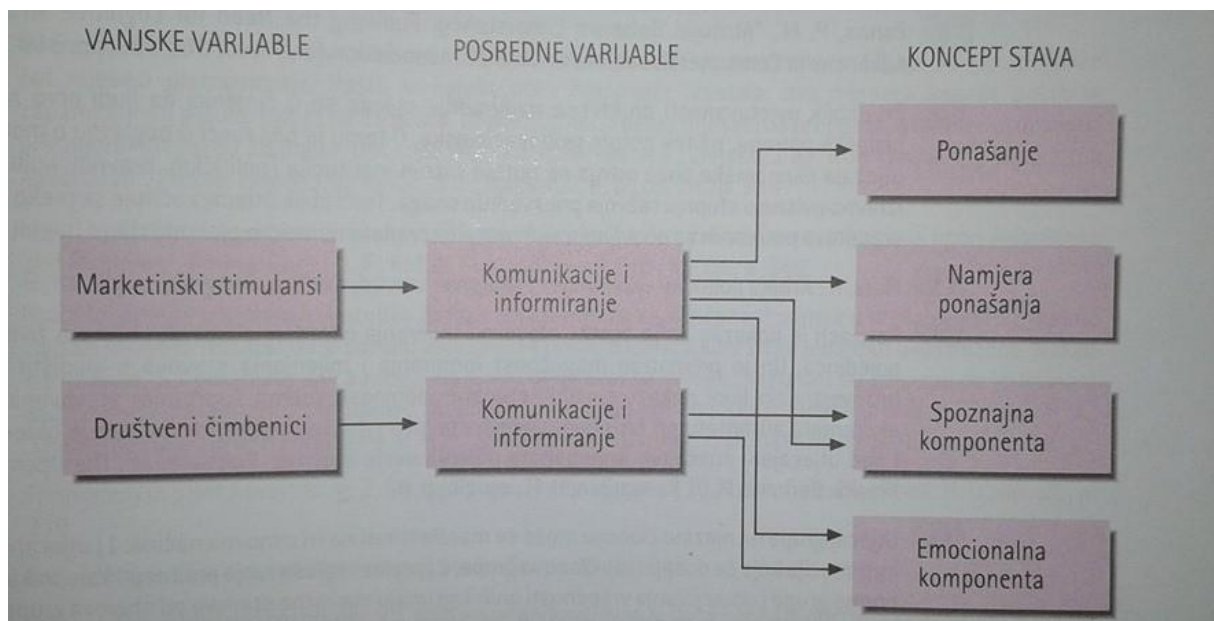 VANJSKE VARIJABLE
POSREDNE VARIJABLE
KONCEPT STAVA
Ponašanje
Marketinški stimulansi
Komunikacije i
informiranje
Namjera
ponašanja
Društveni čimbenici
Komunikacije i
informiranje
Spoznajna
komponenta
Emocionalna
komponenta